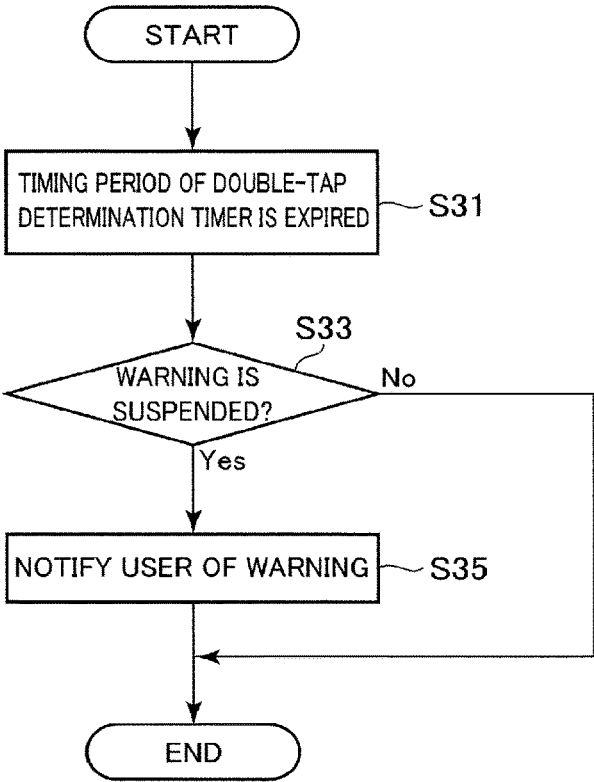 START
TIMING PERIOD OF DOUBLE-TAP
DETERMINATION TIMER IS EXPIRED
S31
S33
WARNING IS
SUSPENDED?
No
Yes
NOTIFY USER OF WARNING
S35
END